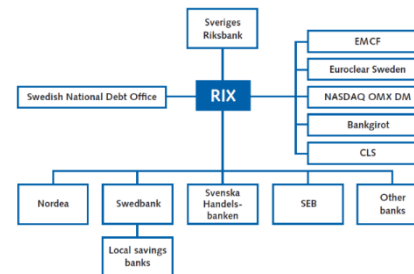 Sveriges
Riksbank
EMCF
Euroclear Sweden
Swedish National Debt Office
RIX
NASDAQ OMX DM
Bankgirot
CLS
Nordea
Swedbank
Svenska
Handels-
banken
SEB
Other
banks
Local savings
banks